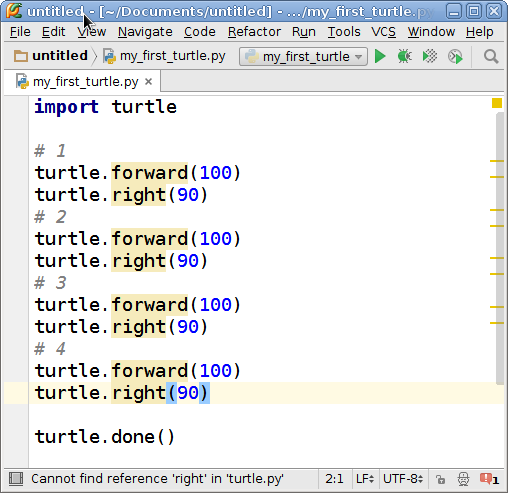 untitled - [~/Documents/untitled] - .../my_first_turtle.p
File Edit View Navigate Code Refactor Run Tools VCS Window Help
untitled my_first_turtle.py my_first_turtle
my_first_turtle.py
import turtle
# 1
turtle.forward(100)
turtle.right(90)
# 2
turtle.forward(100)
turtle.right(90)
# 3
turtle.forward(100)
turtle.right(90)
# 4
turtle.forward(100)
turtle.right(90)
turtle.done()
Cannot find reference 'right' in 'turtle.py' 2:1 LF UTF-8 1